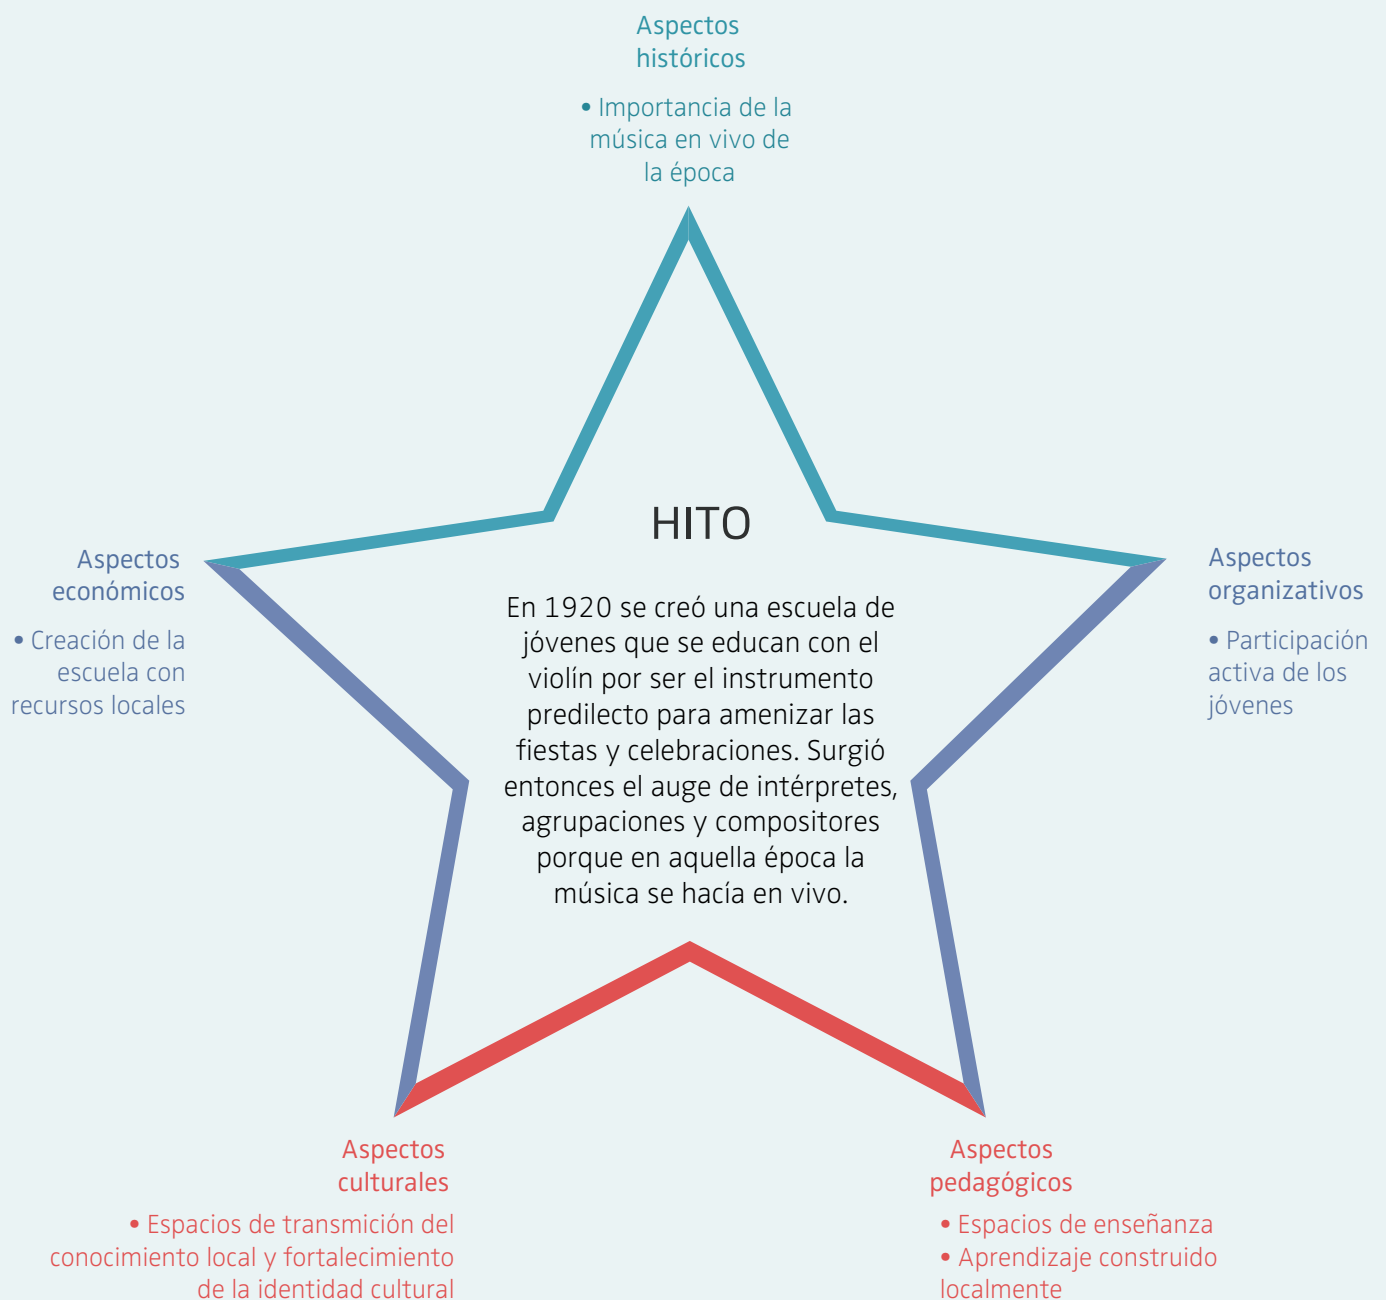 Aspectos
históricos
• Importancia de la
música en vivo de
la época
HITO
En 1920 se creó una escuela de
jóvenes que se educan con el
violín por ser el instrumento
predilecto para amenizar las
fiestas y celebraciones. Surgió
entonces el auge de intérpretes,
agrupaciones y compositores
porque en aquella época la
música se hacía en vivo.
Aspectos
económicos
• Creación de la
escuela con
recursos locales
Aspectos
organizativos
• Participación
activa de los
jóvenes
Aspectos
culturales
• Espacios de transmición del
conocimiento local y fortalecimiento
de la identidad cultural
Aspectos
pedagógicos
• Espacios de enseñanza
• Aprendizaje construido
localmente